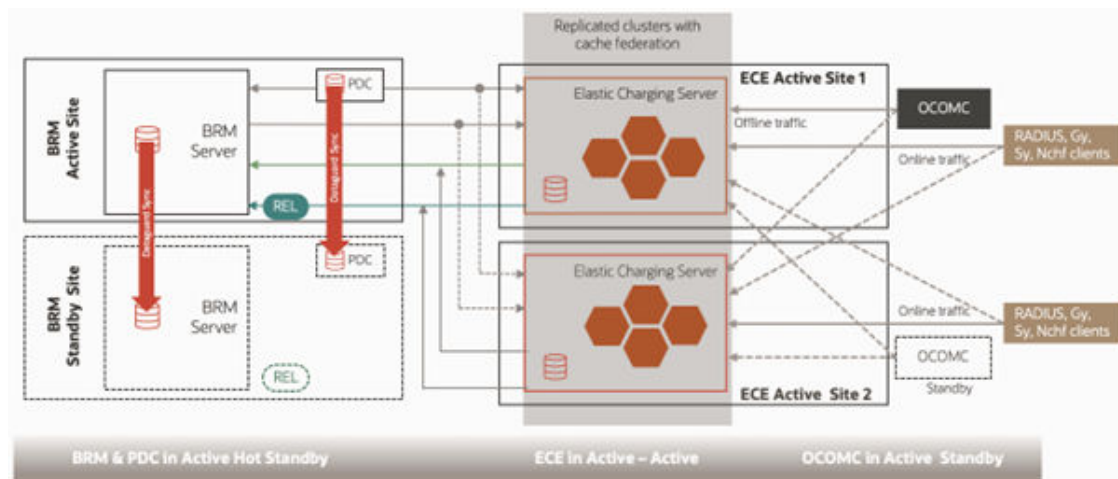 Replicated clusters with
cache federation
BRM
Active Site
BRM
Server
PDC
Dataguard Sync
Dataguard Sync
REL
ECE Active Site 1
Elastic Charging Server
Offline traffic
OCOMC
RADIUS, Gy,
Sy, Nchf clients
Online traffic
BRM
Standby Site
BRM
Server
PDC
REL
Elastic Charging Server
ECE Active Site 2
Online traffic
RADIUS, Gy,
Sy, Nchf clients
OCOMC
Standby
BRM & PDC in Active Hot Standby
ECE in Active – Active
OCOMC in Active Standby